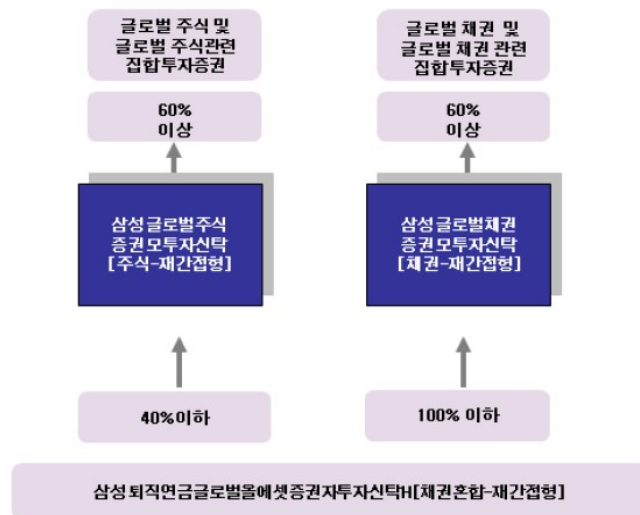 글로벌 주식 및
글로벌 주식관련
집합투자증권
글로벌 채권 및
글로벌 채권 관련
집합투자증권
60%
이상
60%
이상
삼성글로벌주식
증권모투자신탁
[주식-재간접형]
삼성글로벌채권
증권모투자신탁
[채권-재간접형]
40%이하
100% 이하
삼성퇴직연금글로벌올에셋증권자투자신탁H[채권혼합-재간접형]